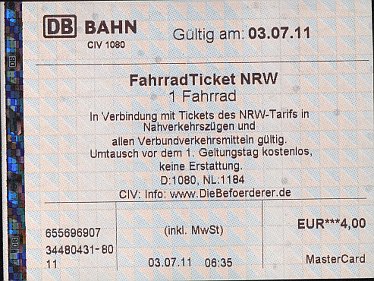 DB BAHN Gültig am: 03.07.11
CIV 1080
FahrradTicket NRW
1 Fahrrad
In Verbindung mit Tickets des NRW-Tarifs in
Nahverkehrszügen und
allen Verbundverkehrsmitteln gültig.
Umtausch vor dem 1. Geltungstag kostenlos,
keine Erstattung.
D:1080, NL:1184
CIV: Info: www.DieBefoerderer.de
655696907 (inkl. MwSt) EUR***4,00
34480431-80
11 03.07.11 06:35 MasterCard